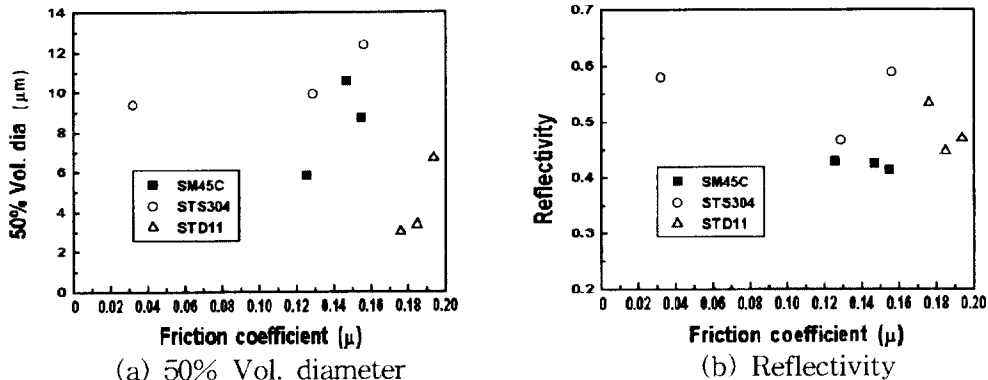 14
12
10
8
6
4
2
0
50% Vol. dia (μm)
SM45C
STS304
STD11
0.00 0.02 0.04 0.06 0.08 0.10 0.12 0.14 0.16 0.18 0.20
Friction coefficient (μ)
(a) 50% Vol. diameter
0.7
0.6
0.5
0.4
0.3
0.2
Reflectivity
SM45C
STS304
STD11
0.00 0.02 0.04 0.06 0.08 0.10 0.12 0.14 0.16 0.18 0.20
Friction coefficient (μ)
(b) Reflectivity